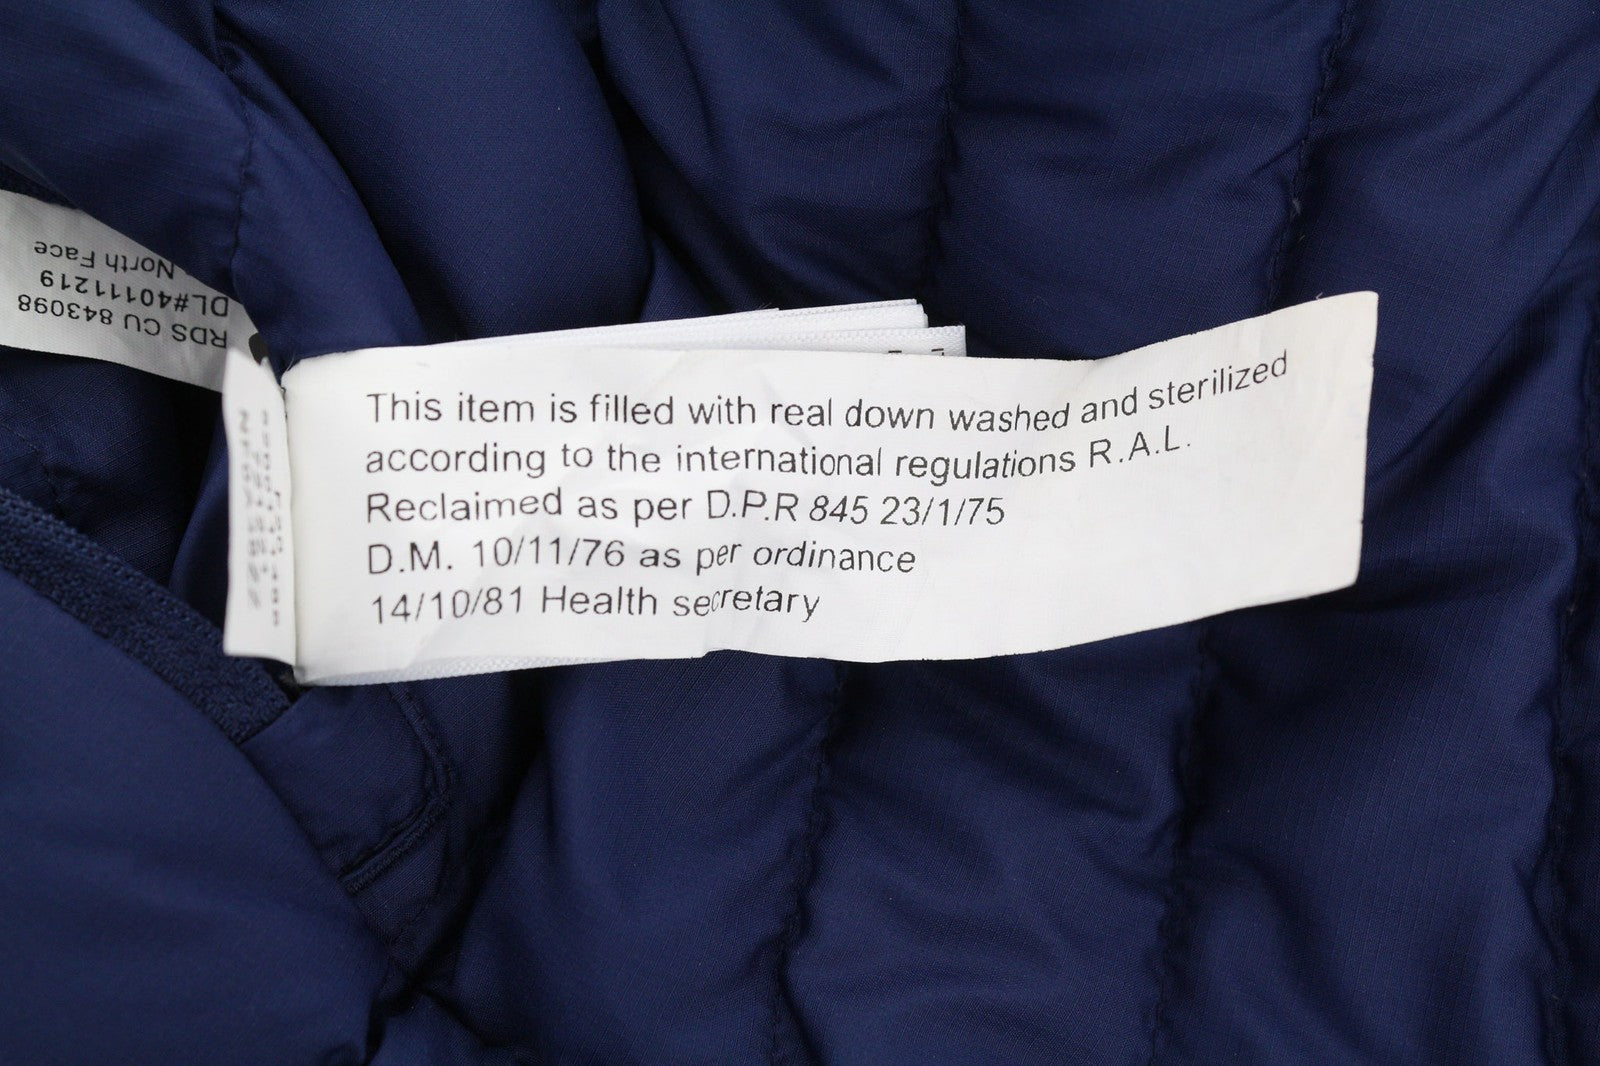 This item is filled with real down washed and sterilized
according to the international regulations R.A.L.
Reclaimed as per D.P.R 845 23/1/75
D.M. 10/11/76 as per ordinance
14/10/81 Health secretary
RDS CU 843098
DL#40111219
North Face